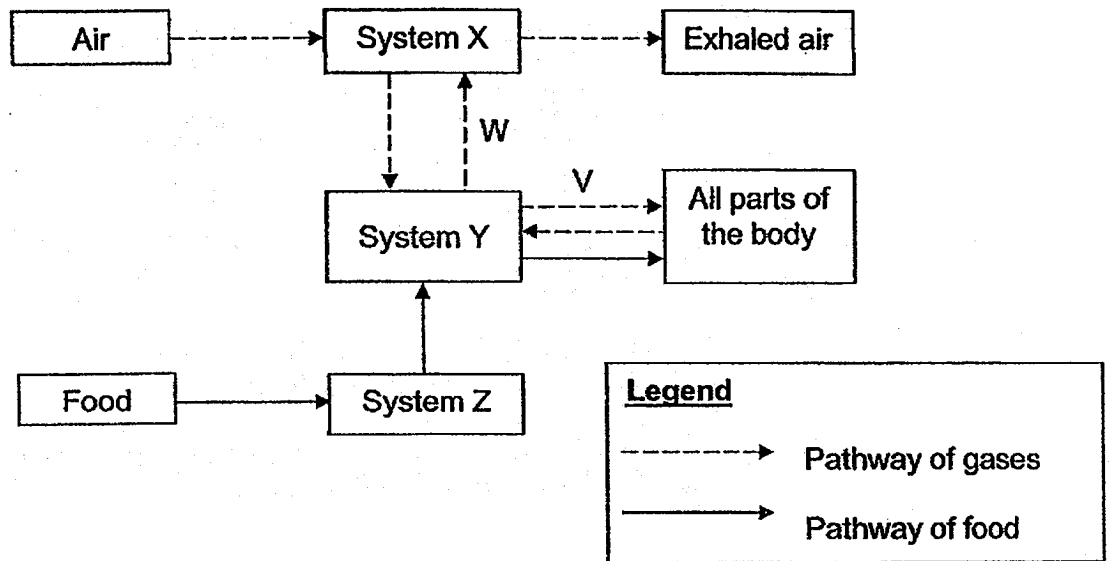 Air
System X
Exhaled air
W
V
System Y
All parts of
the body
Food
System Z
Legend
Pathway of gases
Pathway of food